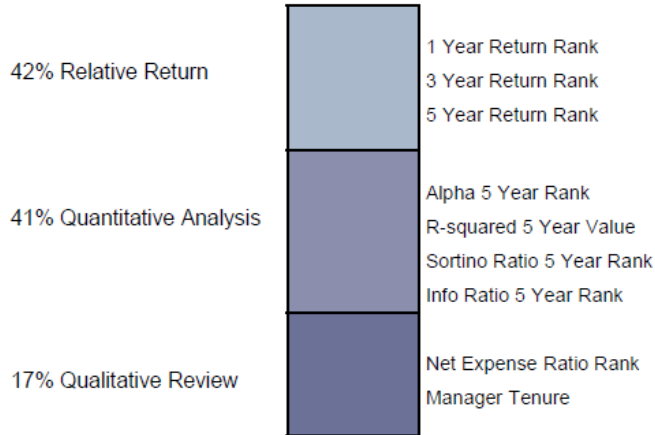 42% Relative Return
1 Year Return Rank
3 Year Return Rank
5 Year Return Rank
41% Quantitative Analysis
Alpha 5 Year Rank
R-squared 5 Year Value
Sortino Ratio 5 Year Rank
Info Ratio 5 Year Rank
17% Qualitative Review
Net Expense Ratio Rank
Manager Tenure